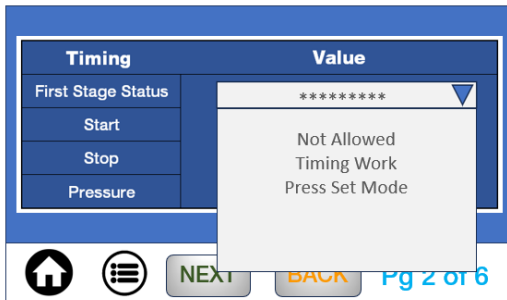 Timing Value
First Stage Status *********
Start
Not Allowed
Stop
Timing Work
Pressure
Press Set Mode
NEXT BACK Pg 2 of 6